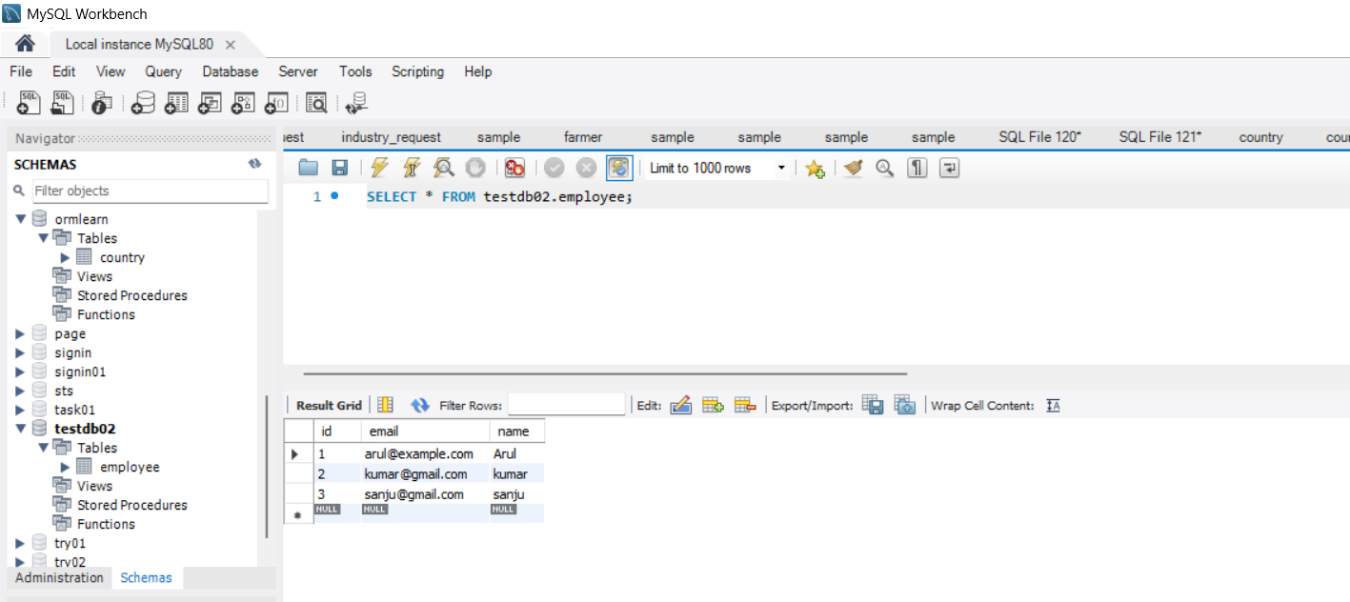 MySQL Workbench
Local instance MySQL80
File Edit View Query Database Server Tools Scripting Help
Navigator
uest industry_request sample farmer sample sample sample sample SQL File 120* SQL File 121* country cou
SCHEMAS
Limit to 1000 rows
Filter objects
1 SELECT * FROM testdb02.employee;
ormlearn
Tables
country
Views
Stored Procedures
Functions
page
signin
signin01
sts
task01
testdb02
Tables
employee
Views
Stored Procedures
Functions
try01
try02
Administration Schemas
Result Grid Filter Rows: Edit: Export/Import: Wrap Cell Content:
id email name
1 arul@example.com Arul
2 kumar@gmail.com kumar
3 sanju@gmail.com sanju
NULL NULL NULL